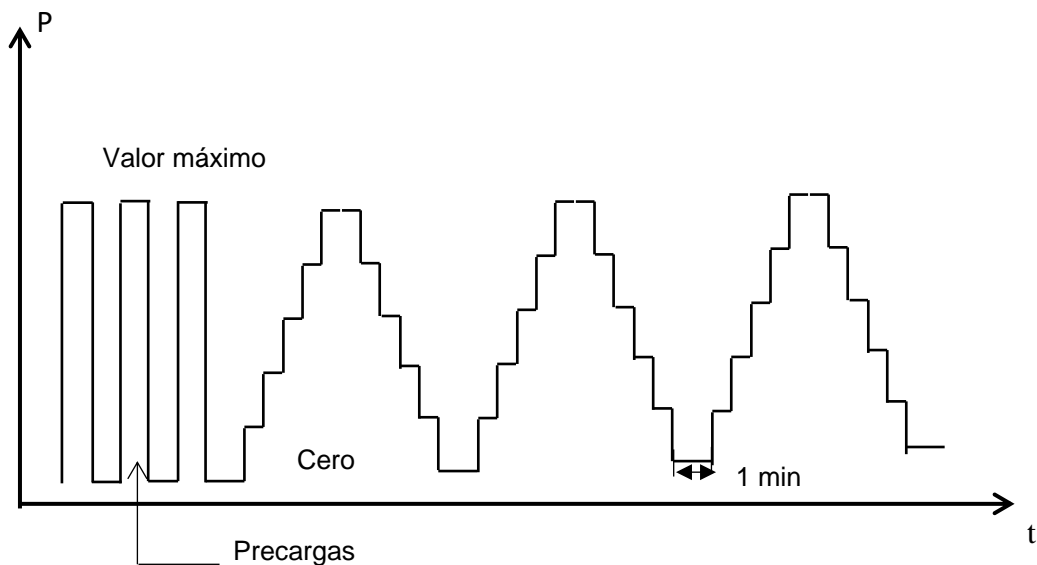 P
Valor máximo
Cero
1 min
t
Precargas